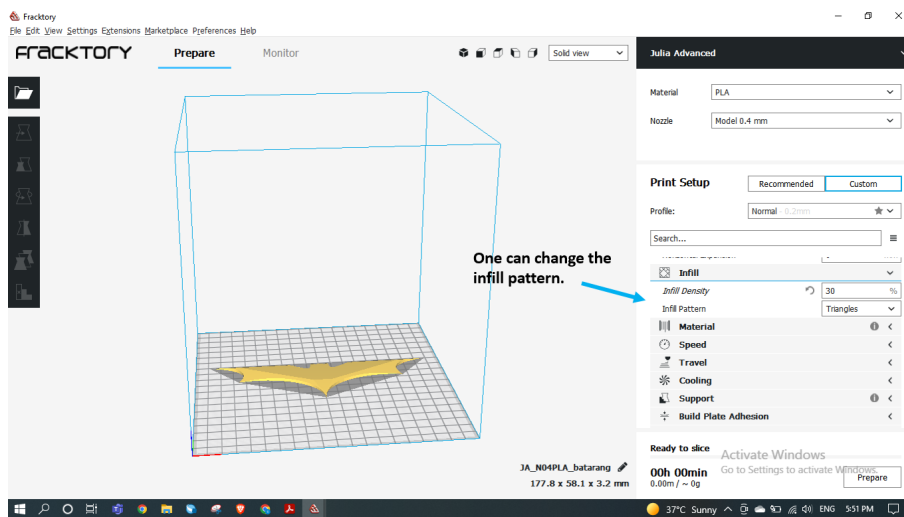 Fracktory
File Edit View Settings Extensions Marketplace Preferences Help
Fracktory
Prepare
Monitor
Solid view
Julia Advanced
Material
PLA
Nozzle
Model 0.4 mm
Print Setup
Recommended
Custom
Profile:
Normal - 0.2mm
Search...
One can change the
infill pattern.
Horizontal Expansion
Infill
Infill Density
30
%
Infill Pattern
Triangles
Material
Speed
Travel
Cooling
Support
Build Plate Adhesion
Ready to slice
Activate Windows
Go to Settings to activate Windows.
00h 00min
0.00m / ~ 0g
Prepare
JA_N04PLA_batarang
177.8 x 58.1 x 3.2 mm
37°C Sunny
ENG
5:51 PM